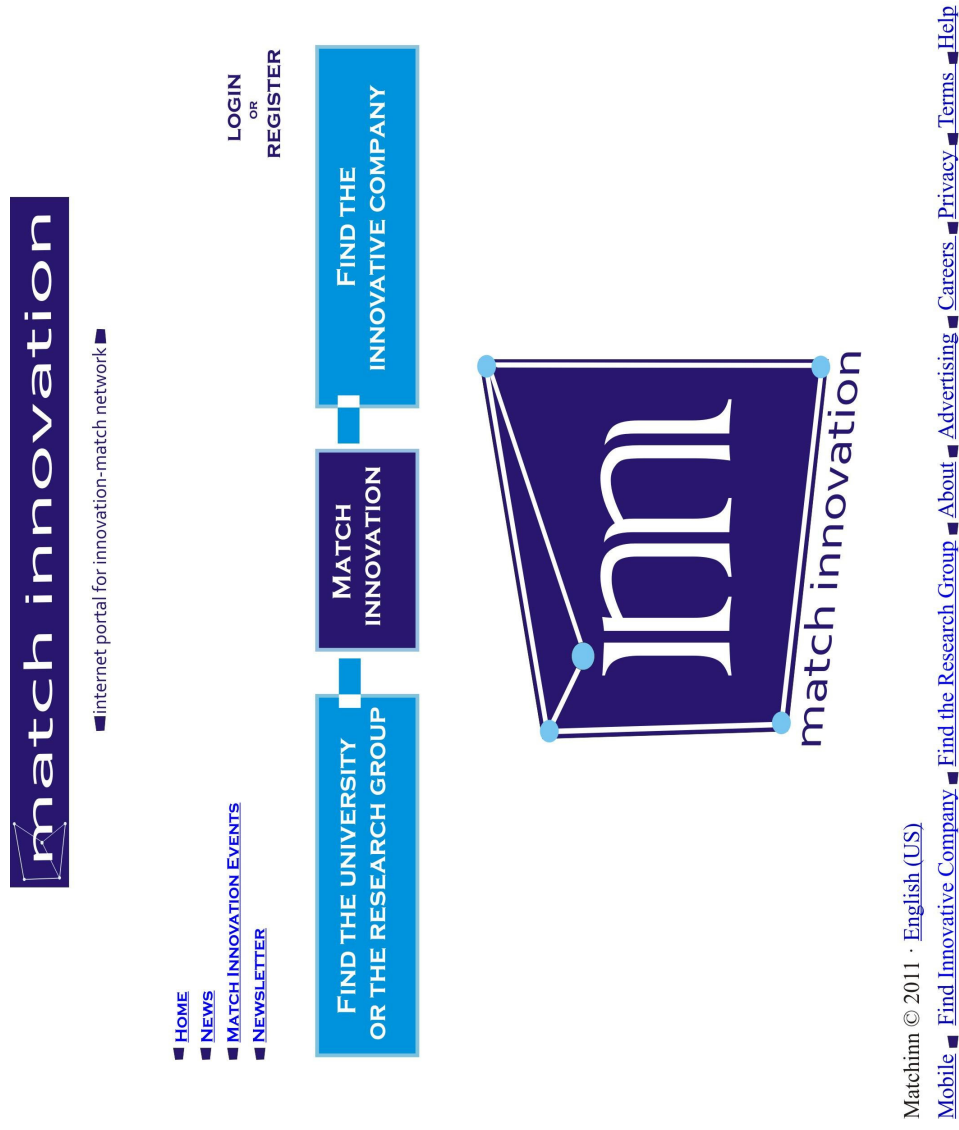 match innovation
internet portal for innovation-match network
HOME
NEWS
MATCH INNOVATION EVENTS
NEWSLETTER
LOGIN
OR
REGISTER
FIND THE UNIVERSITY
OR THE RESEARCH GROUP
MATCH
INNOVATION
FIND THE
INNOVATIVE COMPANY
m
match innovation
Matchinn © 2011 · English (US)
Mobile Find Innovative Company Find the Research Group About Advertising Careers Privacy Terms Help